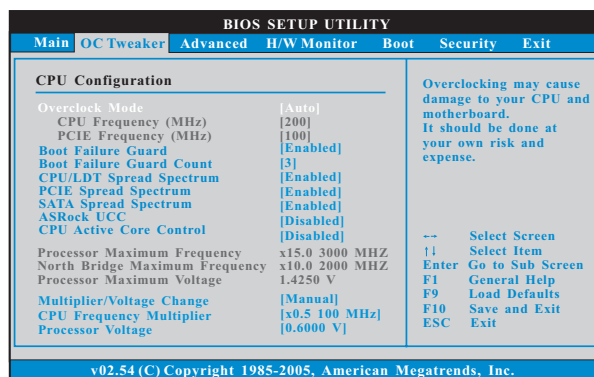 BIOS SETUP UTILITY
Main OC Tweaker Advanced H/W Monitor Boot Security Exit
CPU Configuration
Overclock Mode [Auto]
CPU Frequency (MHz) [200]
PCIE Frequency (MHz) [100]
Boot Failure Guard [Enabled]
Boot Failure Guard Count [3]
CPU/LDT Spread Spectrum [Enabled]
PCIE Spread Spectrum [Enabled]
SATA Spread Spectrum [Enabled]
ASRock UCC [Disabled]
CPU Active Core Control [Disabled]
Processor Maximum Frequency x15.0 3000 MHZ
North Bridge Maximum Frequency x10.0 2000 MHZ
Processor Maximum Voltage 1.4250 V
Multiplier/Voltage Change [Manual]
CPU Frequency Multiplier [x0.5 100 MHz]
Processor Voltage [0.6000 V]
Overclocking may cause
damage to your CPU and
motherboard.
It should be done at
your own risk and
expense.
←→ Select Screen
↑↓ Select Item
Enter Go to Sub Screen
F1 General Help
F9 Load Defaults
F10 Save and Exit
ESC Exit
v02.54 (C) Copyright 1985-2005, American Megatrends, Inc.